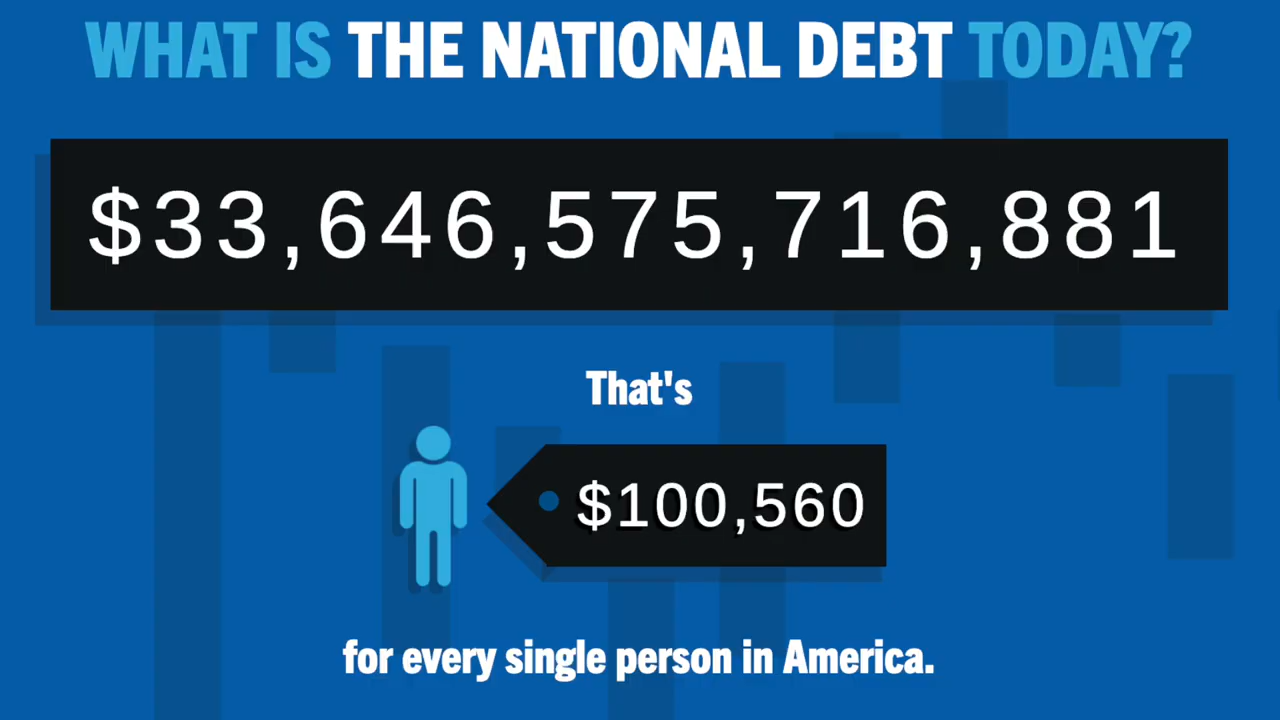 WHAT IS THE NATIONAL DEBT TODAY?
$33,646,575,716,881
That's
$100,560
for every single person in America.